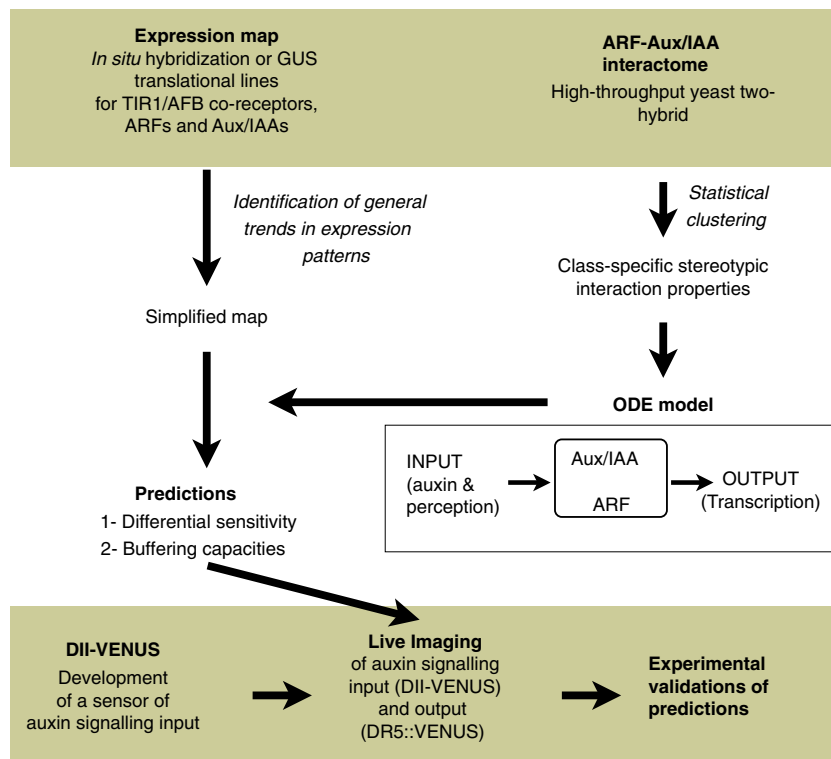 Expression map
In situ hybridization or GUS
translational lines
for TIR1/AFB co-receptors,
ARFs and Aux/IAAs
ARF-Aux/IAA
interactome
High-throughput yeast two-
hybrid
Identification of general
trends in expression
patterns
Statistical
clustering
Class-specific stereotypic
interaction properties
Simplified map
ODE model
INPUT
(auxin &
perception)
Aux/IAA
ARF
OUTPUT
(Transcription)
Predictions
1- Differential sensitivity
2- Buffering capacities
DII-VENUS
Development
of a sensor of
auxin signalling input
Live Imaging
of auxin signalling
input (DII-VENUS)
and output
(DR5::VENUS)
Experimental
validations of
predictions